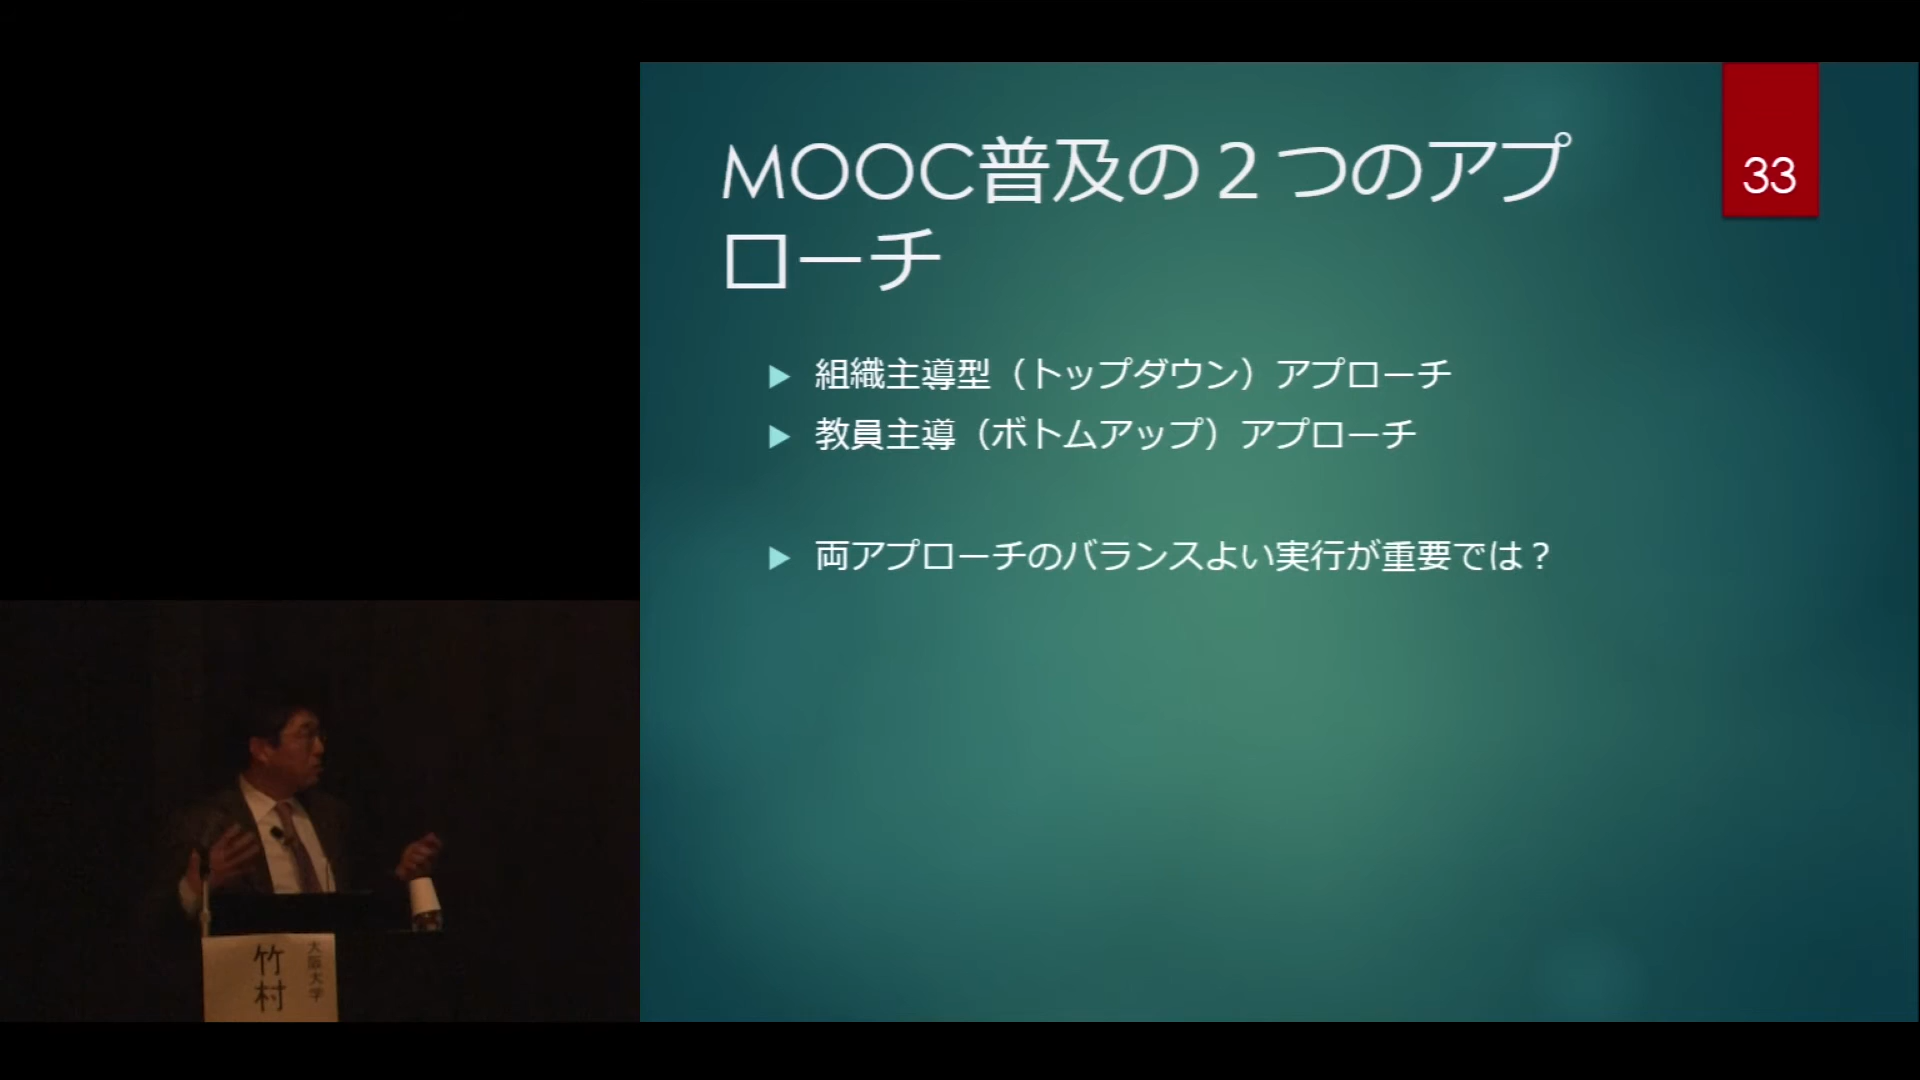 MOOC普及の２つのアプ
ローチ
33
組織主導型（トップダウン）アプローチ
教員主導（ボトムアップ）アプローチ
両アプローチのバランスよい実行が重要では？
大阪大学
竹村